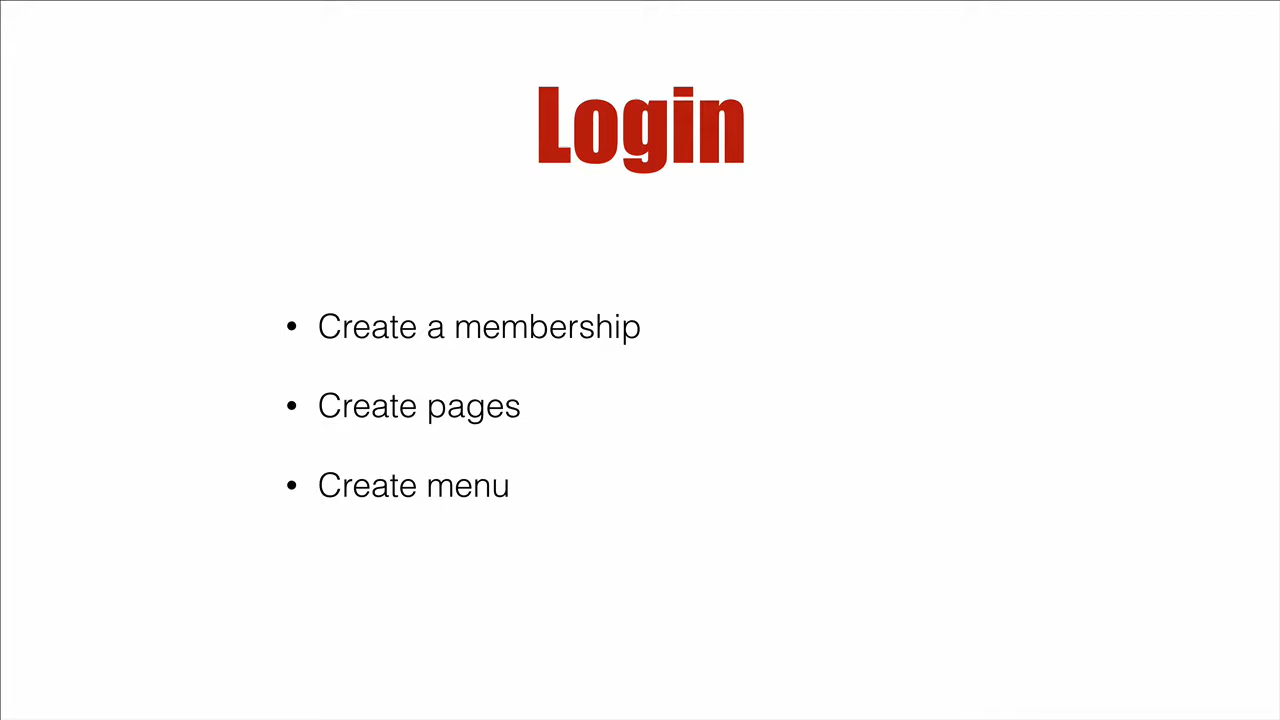 Login
• Create a membership
• Create pages
• Create menu